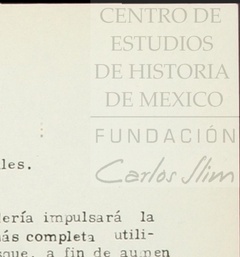 CENTRO DE
ESTUDIOS
DE HISTORIA
DE MEXICO
FUNDACIÓN
Carlos Slim
les.
dería impulsará la
más completa utili-
sque, a fin de aumen